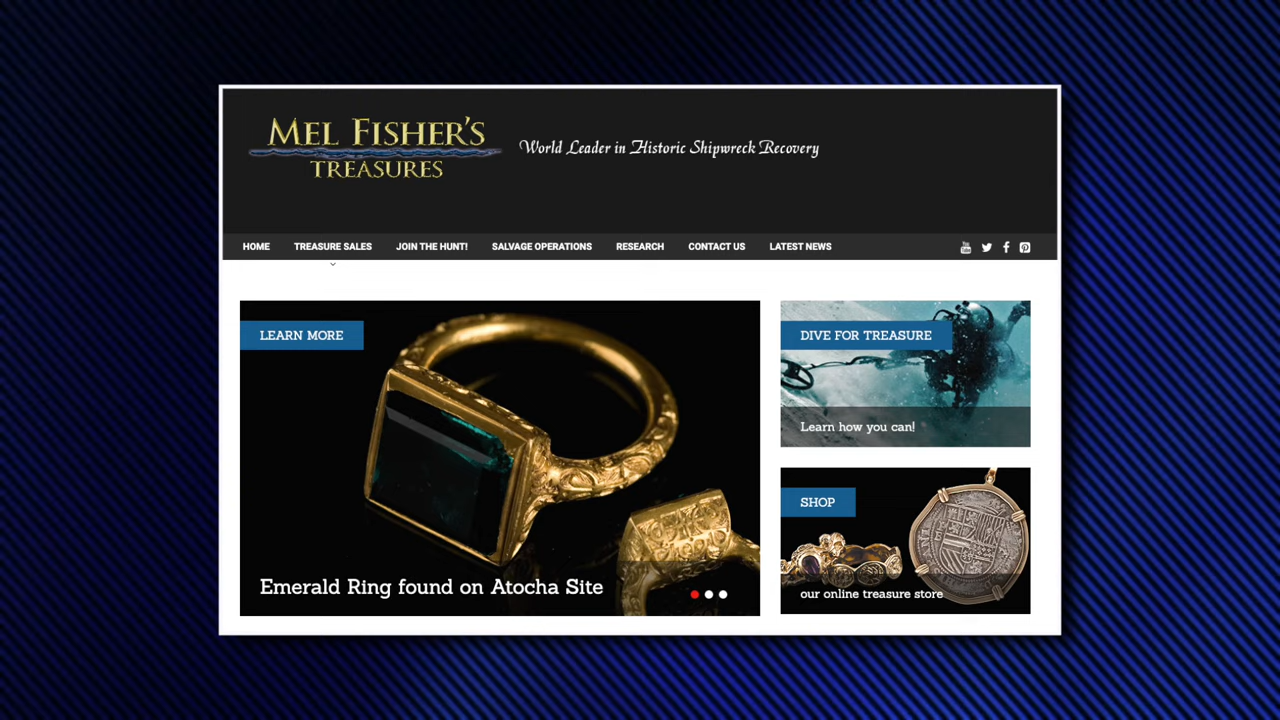 MEL FISHER'S
TREASURES
World Leader in Historic Shipwreck Recovery
HOME TREASURE SALES JOIN THE HUNT! SALVAGE OPERATIONS RESEARCH CONTACT US LATEST NEWS
LEARN MORE
Emerald Ring found on Atocha Site
DIVE FOR TREASURE
Learn how you can!
SHOP
our online treasure store